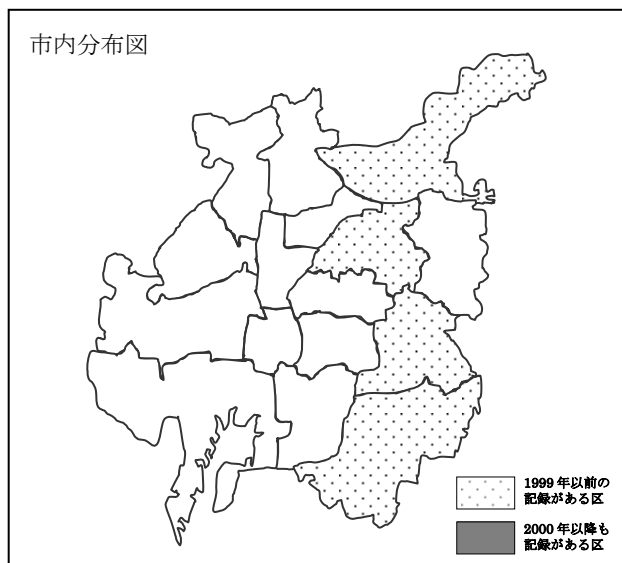 市内分布図
1999 年以前の
記録がある区
2000 年以降も
記録がある区